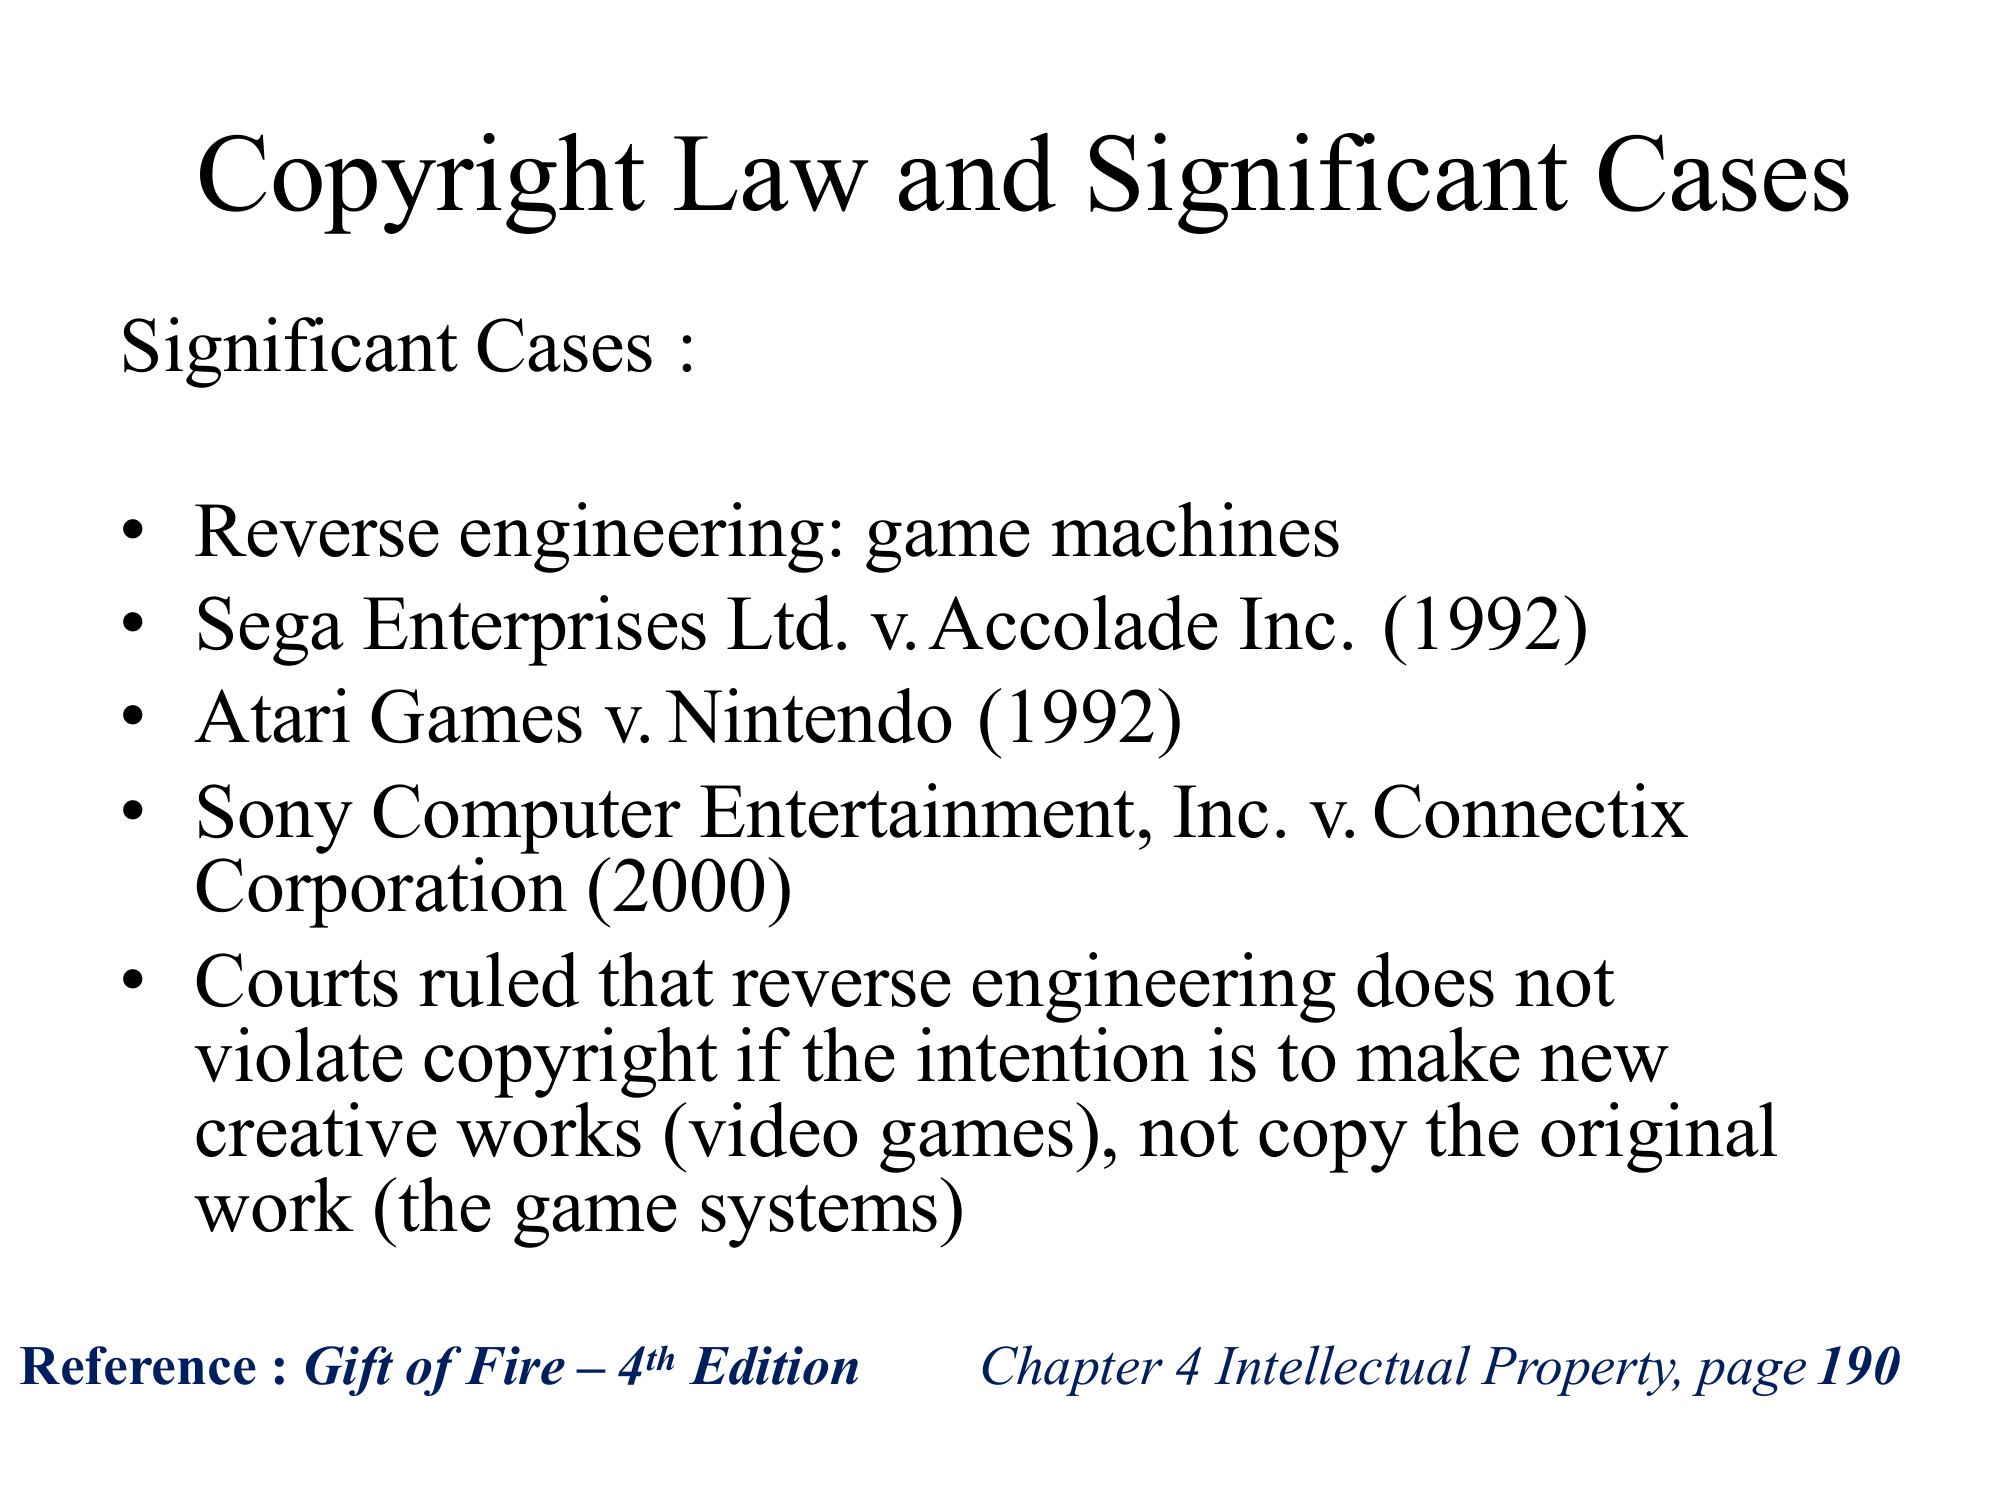 Copyright Law and Significant Cases
Significant Cases :
• Reverse engineering: game machines
• Sega Enterprises Ltd. v. Accolade Inc. (1992)
• Atari Games v. Nintendo (1992)
• Sony Computer Entertainment, Inc. v. Connectix
Corporation (2000)
• Courts ruled that reverse engineering does not
violate copyright if the intention is to make new
creative works (video games), not copy the original
work (the game systems)
Reference : Gift of Fire – 4th Edition Chapter 4 Intellectual Property, page 190